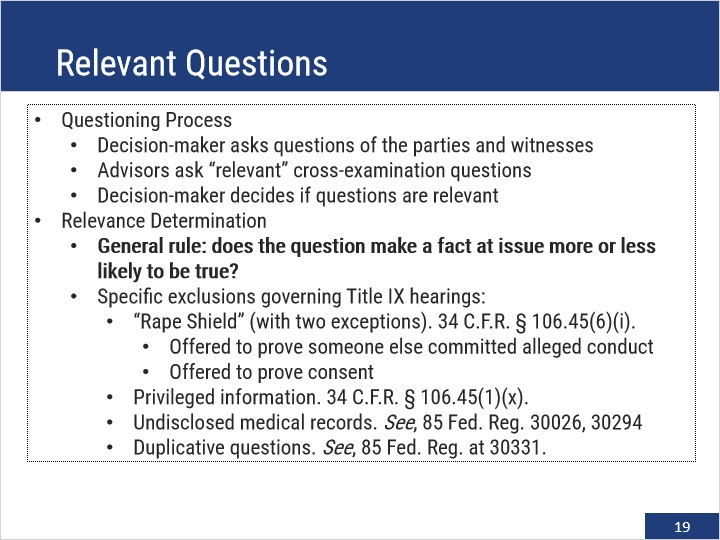 Relevant Questions
• Questioning Process
• Decision-maker asks questions of the parties and witnesses
• Advisors ask “relevant” cross-examination questions
• Decision-maker decides if questions are relevant
• Relevance Determination
• General rule: does the question make a fact at issue more or less
likely to be true?
• Specific exclusions governing Title IX hearings:
• “Rape Shield” (with two exceptions). 34 C.F.R. § 106.45(6)(i).
• Offered to prove someone else committed alleged conduct
• Offered to prove consent
• Privileged information. 34 C.F.R. § 106.45(1)(x).
• Undisclosed medical records. See, 85 Fed. Reg. 30026, 30294
• Duplicative questions. See, 85 Fed. Reg. at 30331.
19